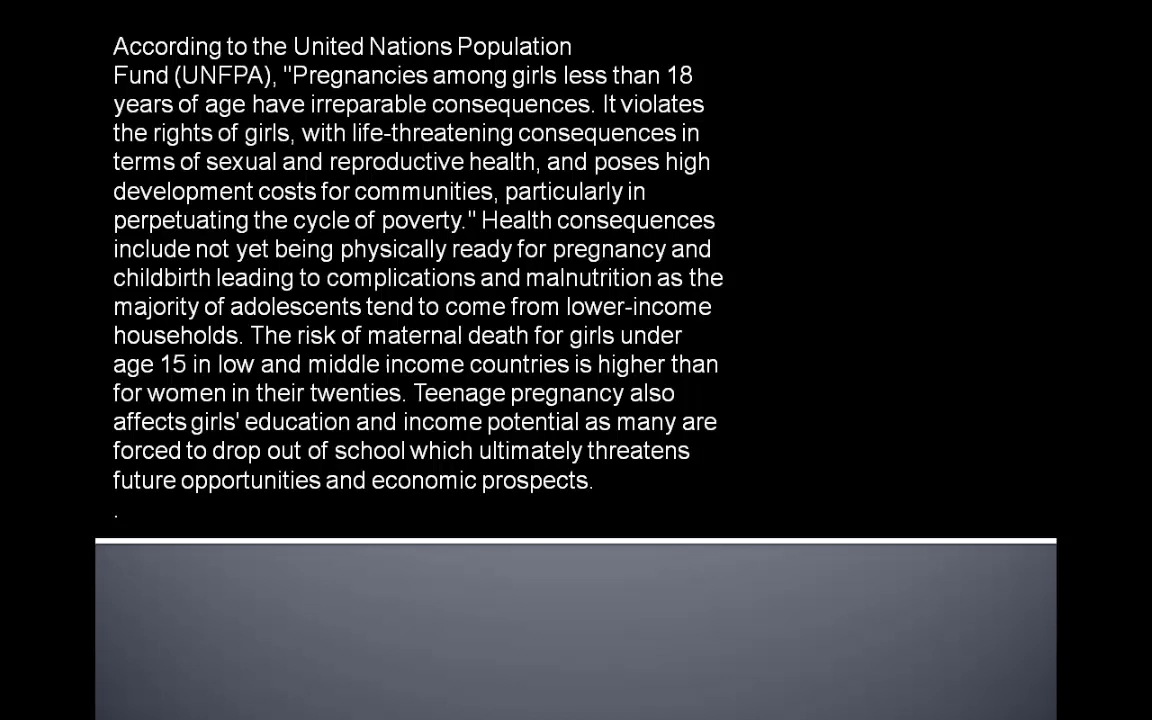 According to the United Nations Population
Fund (UNFPA), "Pregnancies among girls less than 18
years of age have irreparable consequences. It violates
the rights of girls, with life-threatening consequences in
terms of sexual and reproductive health, and poses high
development costs for communities, particularly in
perpetuating the cycle of poverty." Health consequences
include not yet being physically ready for pregnancy and
childbirth leading to complications and malnutrition as the
majority of adolescents tend to come from lower-income
households. The risk of maternal death for girls under
age 15 in low and middle income countries is higher than
for women in their twenties. Teenage pregnancy also
affects girls' education and income potential as many are
forced to drop out of school which ultimately threatens
future opportunities and economic prospects.
.